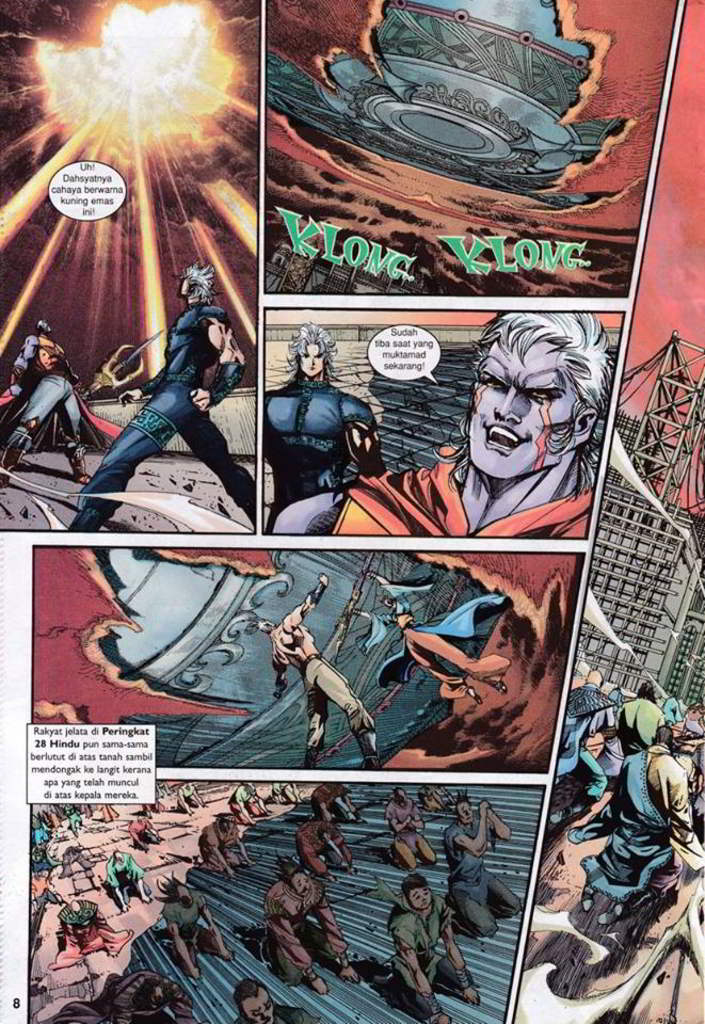 Uh!
Dahsyatnya
cahaya berwarna
kuning emas
ini!
KLONG KLONG
Sudah
tiba saat yang
muktamad
sekarang!
Rakyat jelata di Peringkat
28 Hindu pun sama-sama
berlutut di atas tanah sambil
mendongak ke langit kerana
apa yang telah muncul
di atas kepala mereka.
8